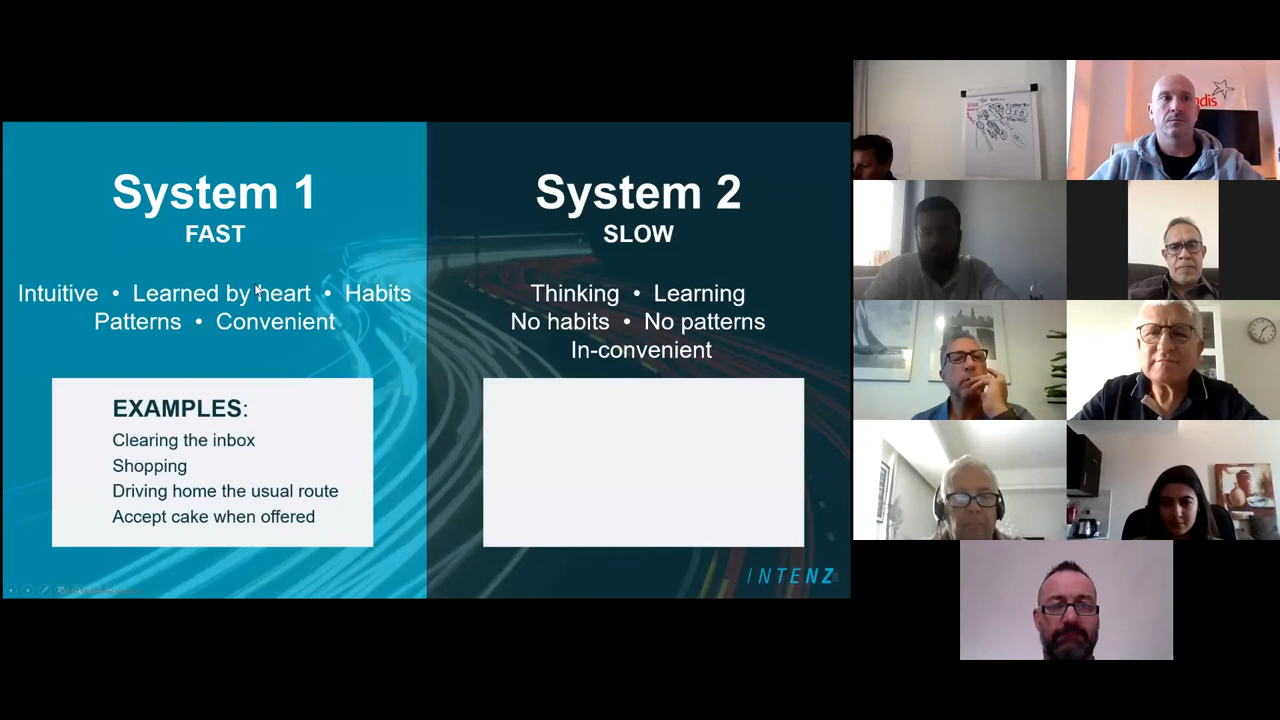 System 1
FAST
Intuitive • Learned by heart • Habits
Patterns • Convenient
EXAMPLES:
Clearing the inbox
Shopping
Driving home the usual route
Accept cake when offered
System 2
SLOW
Thinking • Learning
No habits • No patterns
In-convenient
INTENZ